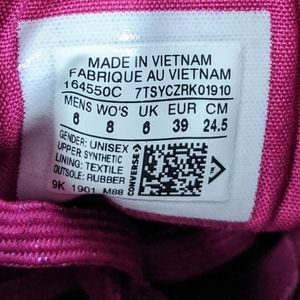 MADE IN VIETNAM
FABRIQUE AU VIETNAM
164550C 7TSYCZRK01910
MENS WO'S UK EUR CM
6 8 6 39 24.5
GENDER: UNISEX
UPPER SYNTHETIC
LINING: TEXTILE
OUTSOLE: RUBBER
9K 1901 M88
CONVERSE